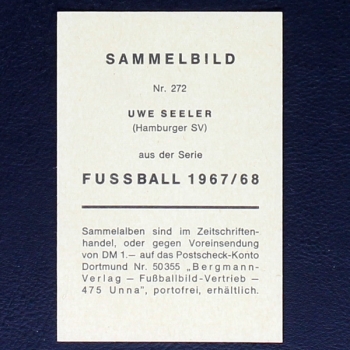 SAMMELBILD
Nr. 272
UWE SEELER
(Hamburger SV)
aus der Serie
FUSSBALL 1967/68
Sammelalben sind im Zeitschriften-
handel, oder gegen Voreinsendung
von DM 1.— auf das Postscheck-Konto
Dortmund Nr. 50355 „Bergmann-
Verlag — Fußballbild-Vertrieb —
475 Unna", portofrei, erhältlich.